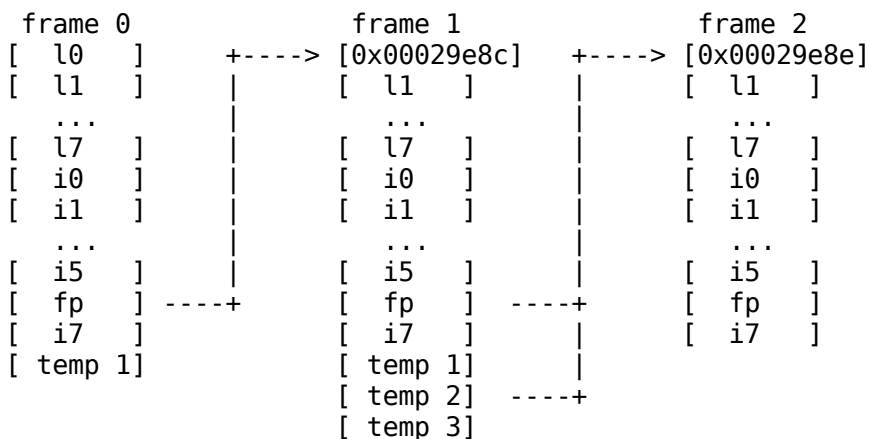 frame 0              frame 1              frame 2
[  l0   ]     +----> [0x00029e8c]   +----> [0x00029e8e]
[  l1   ]     |      [  l1   ]      |      [  l1   ]
   ...        |         ...         |         ...
[  l7   ]     |      [  l7   ]      |      [  l7   ]
[  i0   ]     |      [  i0   ]      |      [  i0   ]
[  i1   ]     |      [  i1   ]      |      [  i1   ]
   ...        |         ...         |         ...
[  i5   ]     |      [  i5   ]      |      [  i5   ]
[  fp   ] ----+      [  fp   ]  ----+      [  fp   ]
[  i7   ]            [  i7   ]      |      [  i7   ]
[ temp 1]            [ temp 1]      |
                     [ temp 2]  ----+
                     [ temp 3]